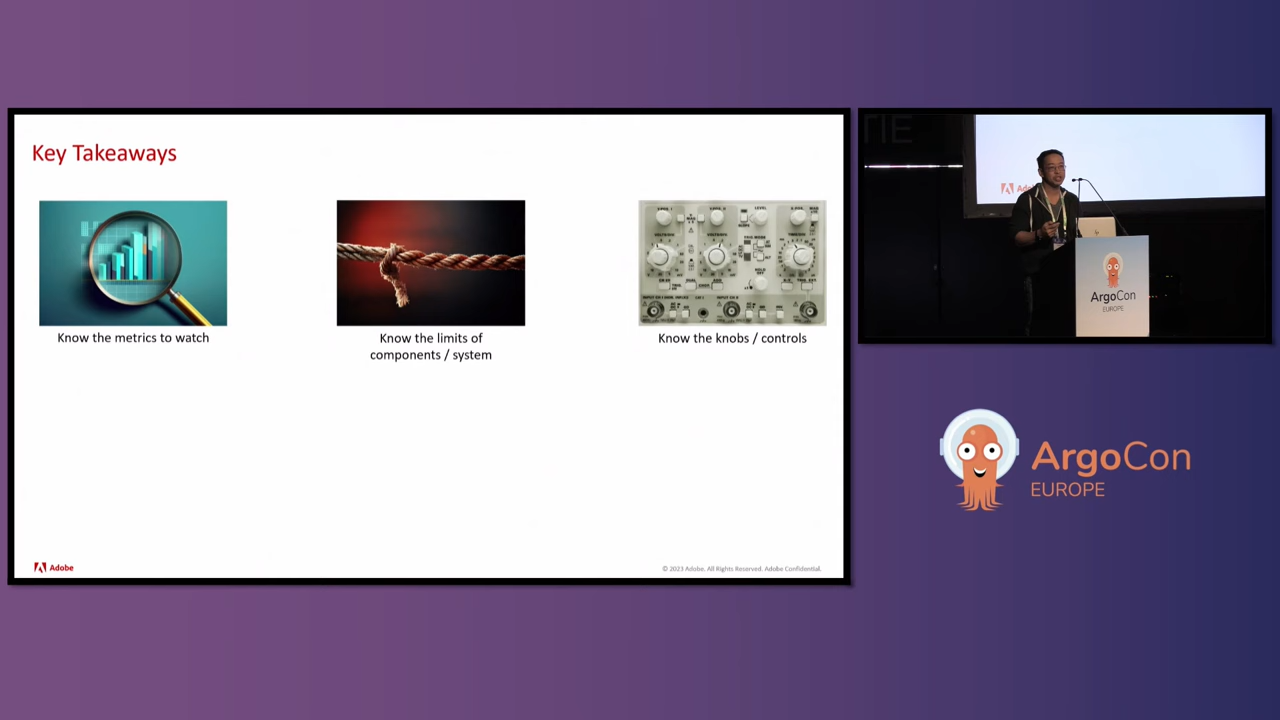 Key Takeaways
Know the metrics to watch
Know the limits of
components / system
Know the knobs / controls
Adobe
© 2023 Adobe. All Rights Reserved. Adobe Confidential.
TIE
ArgoCon
EUROPE
ArgoCon
EUROPE